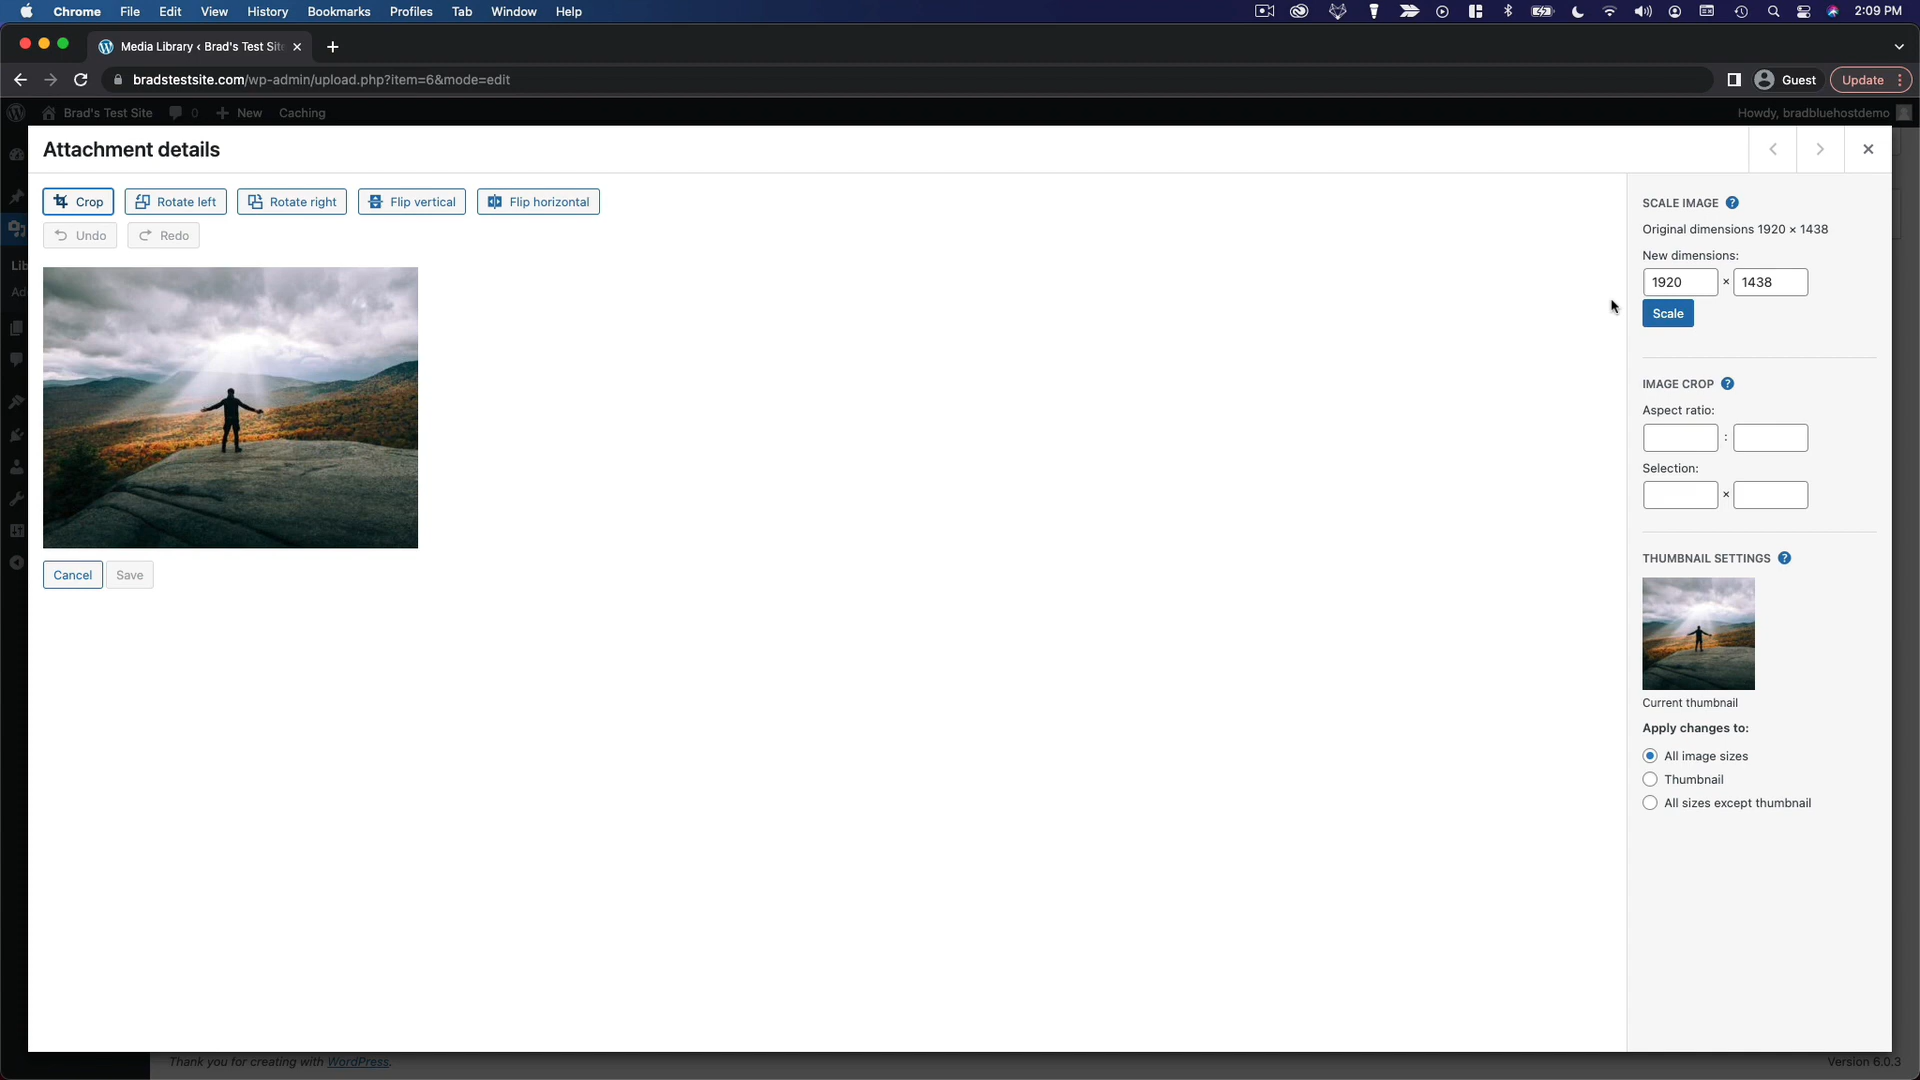 Chrome File Edit View History Bookmarks Profiles Tab Window Help 2:09 PM
Media Library ‹ Brad's Test Site
bradstestsite.com/wp-admin/upload.php?item=6&mode=edit Guest Update
Brad's Test Site 0 New Caching Howdy, bradbluehostdemo
Attachment details
Crop Rotate left Rotate right Flip vertical Flip horizontal
Undo Redo
Cancel Save
Lib
Ad
SCALE IMAGE ?
Original dimensions 1920 × 1438
New dimensions:
1920 × 1438
Scale
IMAGE CROP ?
Aspect ratio:
:
Selection:
×
THUMBNAIL SETTINGS ?
Current thumbnail
Apply changes to:
All image sizes
Thumbnail
All sizes except thumbnail
Thank you for creating with WordPress. Version 6.0.3